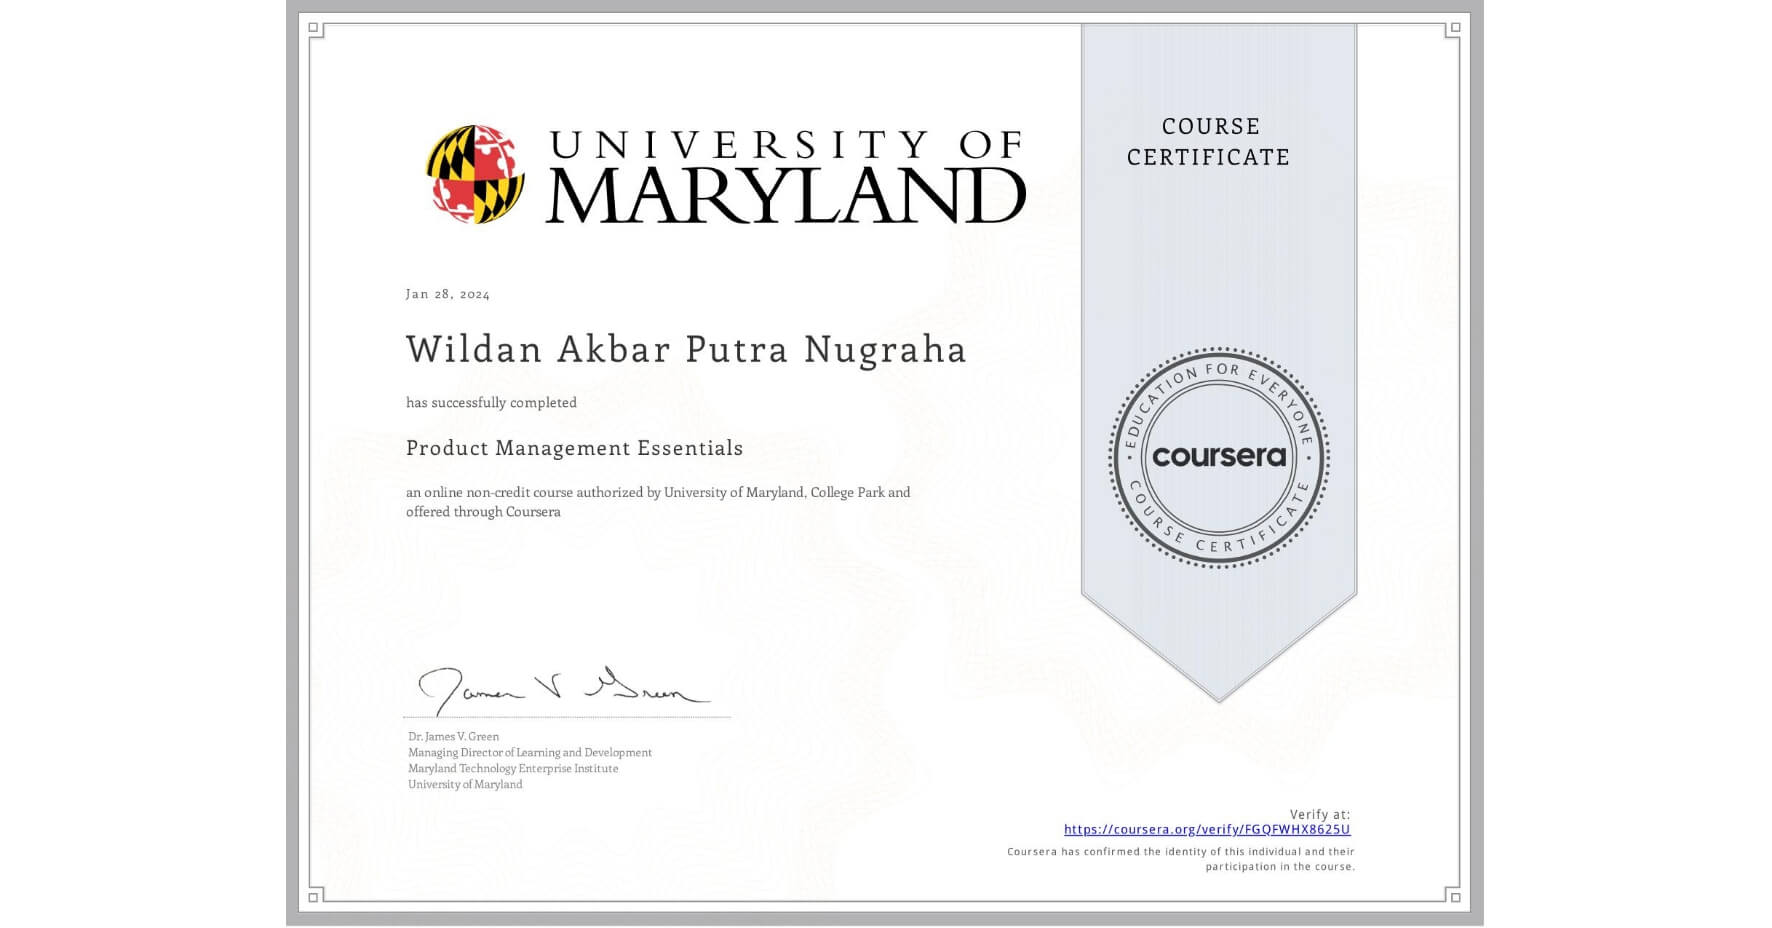 UNIVERSITY OF
MARYLAND
COURSE
CERTIFICATE
Jan 28, 2024
Wildan Akbar Putra Nugraha
has successfully completed
Product Management Essentials
an online non-credit course authorized by University of Maryland, College Park and
offered through Coursera
EDUCATION FOR EVERYONE
coursera
COURSE CERTIFICATE
James V Green
Dr. James V. Green
Managing Director of Learning and Development
Maryland Technology Enterprise Institute
University of Maryland
Verify at:
https://coursera.org/verify/FGQFWHX8625U
Coursera has confirmed the identity of this individual and their
participation in the course.